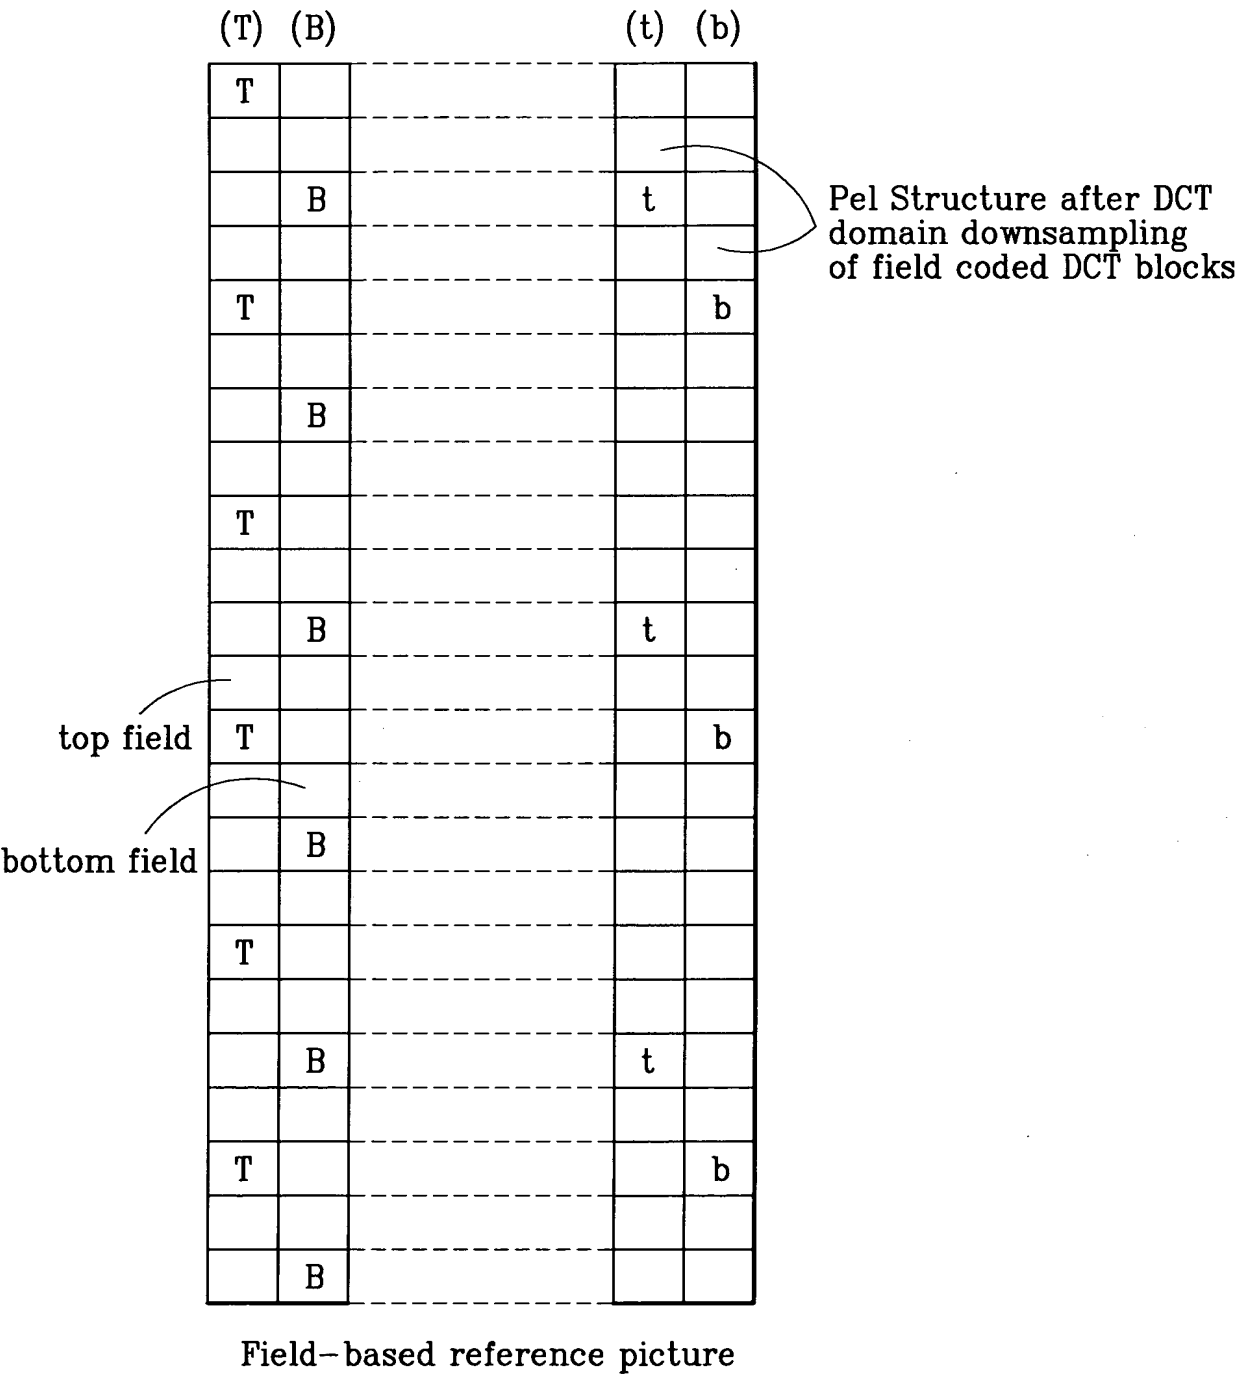 (T) (B) (t) (b)
T
B t
Pel Structure after DCT
domain downsampling
of field coded DCT blocks
T b
B
T
B t
top field
T b
B
bottom field
T
B t
T b
B
Field-based reference picture